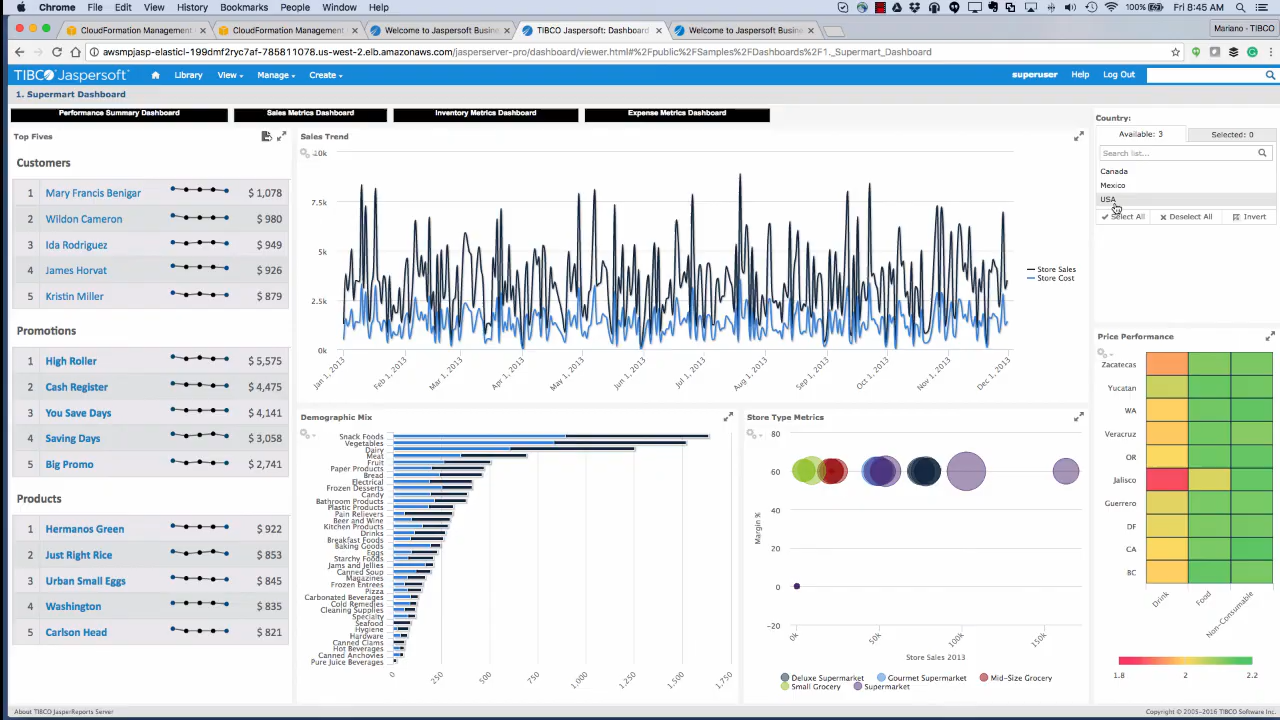 Chrome File Edit View History Bookmarks People Window Help 100% Fri 8:45 AM
CloudFormation Management × CloudFormation Management × Welcome to Jaspersoft Busin × TIBCO Jaspersoft: Dashboard × Welcome to Jaspersoft Busin × Mariano - TIBCO
awsmpjasp-elasticl-199dmf2ryc7af-785811078.us-west-2.elb.amazonaws.com/jasperserver-pro/dashboard/viewer.html#%2Fpublic%2FSamples%2FDashboards%2F1._Supermart_Dashboard
TIBCO Jaspersoft Library View Manage Create superuser Help Log Out
1. Supermart Dashboard
Performance Summary Dashboard Sales Metrics Dashboard Inventory Metrics Dashboard Expense Metrics Dashboard
Top Fives
Customers
1 Mary Francis Benigar $ 1,078
2 Wildon Cameron $ 980
3 Ida Rodriguez $ 949
4 James Horvat $ 926
5 Kristin Miller $ 879
Promotions
1 High Roller $ 5,575
2 Cash Register $ 4,475
3 You Save Days $ 4,141
4 Saving Days $ 3,058
5 Big Promo $ 2,741
Products
1 Hermanos Green $ 922
2 Just Right Rice $ 853
3 Urban Small Eggs $ 845
4 Washington $ 835
5 Carlson Head $ 821
Sales Trend
10k
7.5k
5k
2.5k
0k
Jan 1, 2013 Feb 1, 2013 Mar 1, 2013 Apr 1, 2013 May 1, 2013 Jun 1, 2013 Jul 1, 2013 Aug 1, 2013 Sep 1, 2013 Oct 1, 2013 Nov 1, 2013 Dec 1, 2013
Store Sales
Store Cost
Demographic Mix
Snack Foods
Vegetables
Dairy
Meat
Fruit
Paper Products
Bread
Electrical
Frozen Desserts
Candy
Bathroom Products
Plastic Products
Pain Relievers
Beer and Wine
Kitchen Products
Drinks
Breakfast Foods
Baking Goods
Eggs
Starchy Foods
Jams and Jellies
Canned Soup
Magazines
Frozen Entrees
Pizza
Carbonated Beverages
Cold Remedies
Cleaning Supplies
Specialty
Seafood
Hygiene
Hardware
Canned Clams
Hot Beverages
Canned Anchovies
Pure Juice Beverages
0 250 500 750 1,000 1,250 1,500 1,750
Store Type Metrics
Margin %
80
60
40
20
0
-20
0k 50k 100k 150k
Store Sales 2013
Deluxe Supermarket Gourmet Supermarket Mid-Size Grocery
Small Grocery Supermarket
Country:
Available: 3 Selected: 0
Search list...
Canada
Mexico
USA
Select All Deselect All Invert
Price Performance
Zacatecas
Yucatan
WA
Veracruz
OR
Jalisco
Guerrero
DF
CA
BC
Drink Food Non-Consumable
1.8 2 2.2
About TIBCO JasperReports Server Copyright © 2005-2016 TIBCO Software Inc.